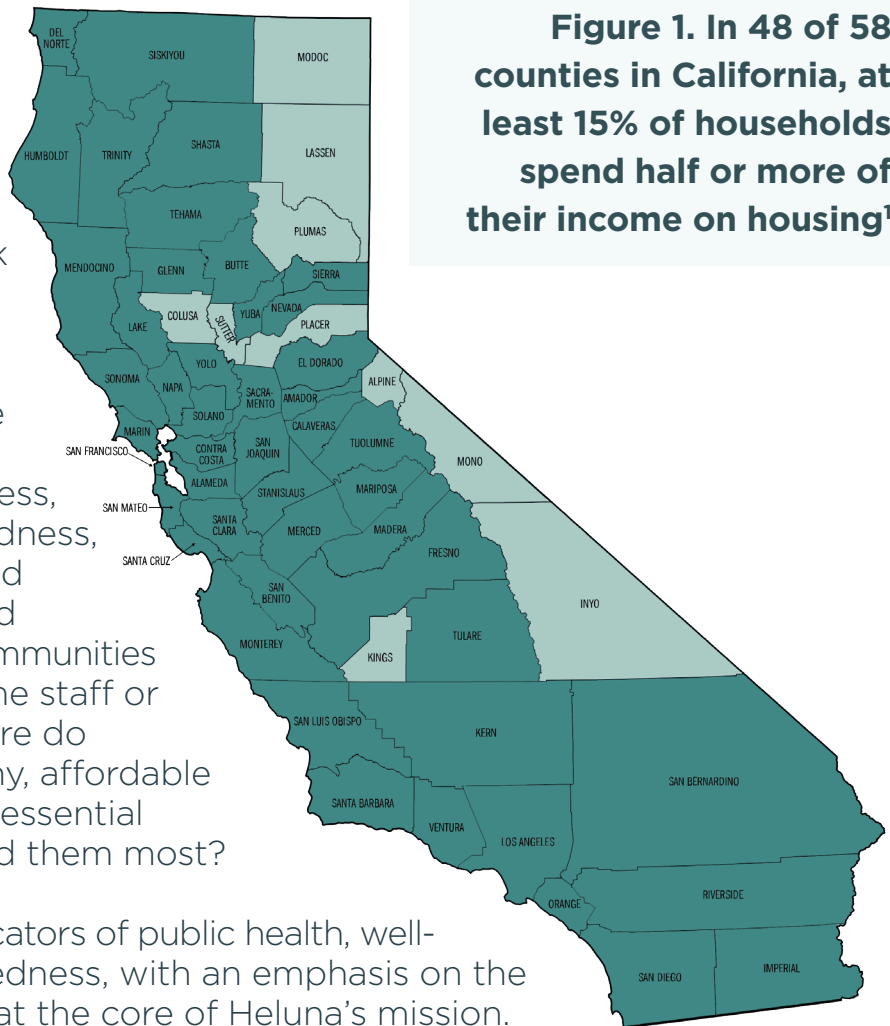 Figure 1. In 48 of 58
counties in California, at
least 15% of households
spend half or more of
their income on housing¹
DEL
NORTE
SISKIYOU
MODOC
HUMBOLDT
TRINITY
SHASTA
LASSEN
TEHAMA
PLUMAS
MENDOCINO
GLENN
BUTTE
SIERRA
COLUSA
SUTTER
YUBA
NEVADA
PLACER
LAKE
SONOMA
NAPA
YOLO
EL DORADO
ALPINE
SACRA-
MENTO
AMADOR
SOLANO
CALAVERAS
MARIN
SAN FRANCISCO
CONTRA
COSTA
SAN
JOAQUIN
TUOLUMNE
MONO
ALAMEDA
STANISLAUS
MARIPOSA
SAN MATEO
SANTA
CLARA
MERCED
MADERA
SANTA CRUZ
FRESNO
SAN
BENITO
INYO
MONTEREY
KINGS
TULARE
SAN LUIS OBISPO
KERN
SAN BERNARDINO
SANTA BARBARA
VENTURA
LOS ANGELES
ORANGE
RIVERSIDE
SAN DIEGO
IMPERIAL
k
e
ess,
dness,
d
d
mmunities
he staff or
re do
ny, affordable
essential
d them most?
cators of public health, well-
edness, with an emphasis on the
at the core of Heluna's mission.